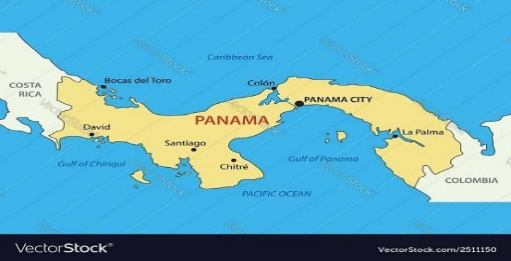 Caribbean Sea
COSTA
RICA
Bocas del Toro
Colón
PANAMA CITY
PANAMA
David
Santiago
La Palma
Gulf of Chiriquí
Chitré
Gulf of Panama
COLOMBIA
PACIFIC OCEAN
VectorStock®
VectorStock.com/2511150